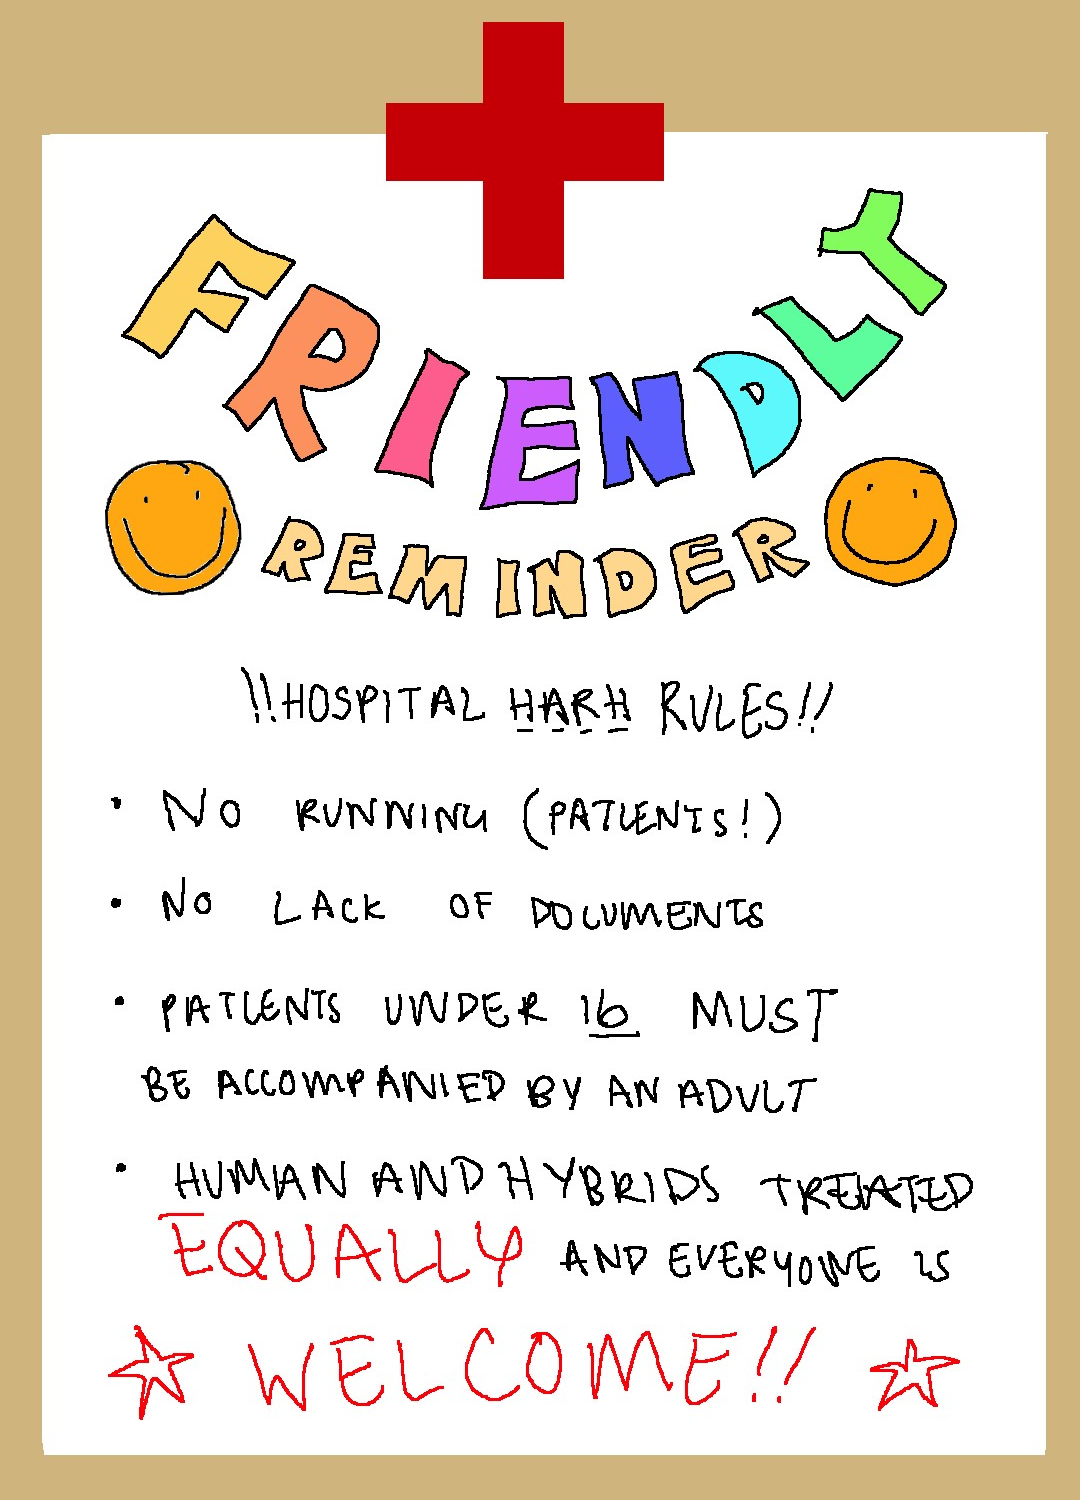 FRIENDLY
REMINDER
!!HOSPITAL HARH RULES!!
• NO RUNNING (PATIENTS!)
• NO LACK OF DOCUMENTS
• PATIENTS UNDER 16 MUST
BE ACCOMPANIED BY AN ADULT
• HUMAN AND HYBRIDS TREATED
EQUALLY AND EVERYONE IS
☆ WELCOME!! ☆